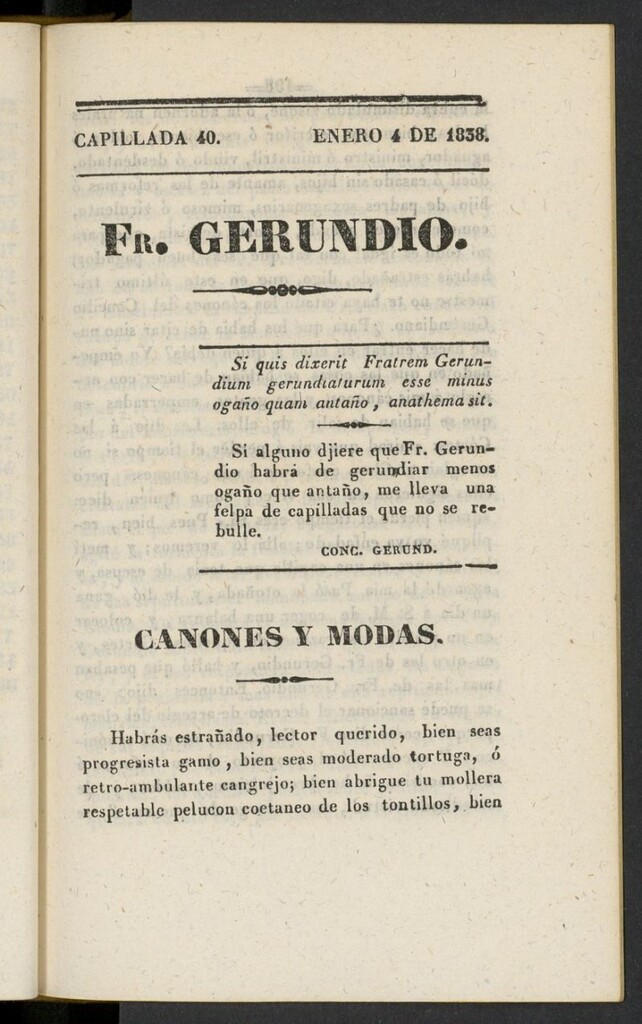 CAPILLADA 40. ENERO 4 DE 1838.
FR. GERUNDIO.
Si quis dixerit Fratrem Gerun-
dium gerundiaturum esse minus
ogaño quam antaño, anathema sit.
Si alguno djiere que Fr. Gerun-
dio habrá de gerundiar menos
ogaño que antaño, me lleva una
felpa de capilladas que no se re-
bulle.
CONC. GERUND.
CANONES Y MODAS.
Habrás estrañado, lector querido, bien seas
progresista gamo, bien seas moderado tortuga, ó
retro-ambulante cangrejo; bien abrigue tu mollera
respetable pelucon coetaneo de los tontillos, bien